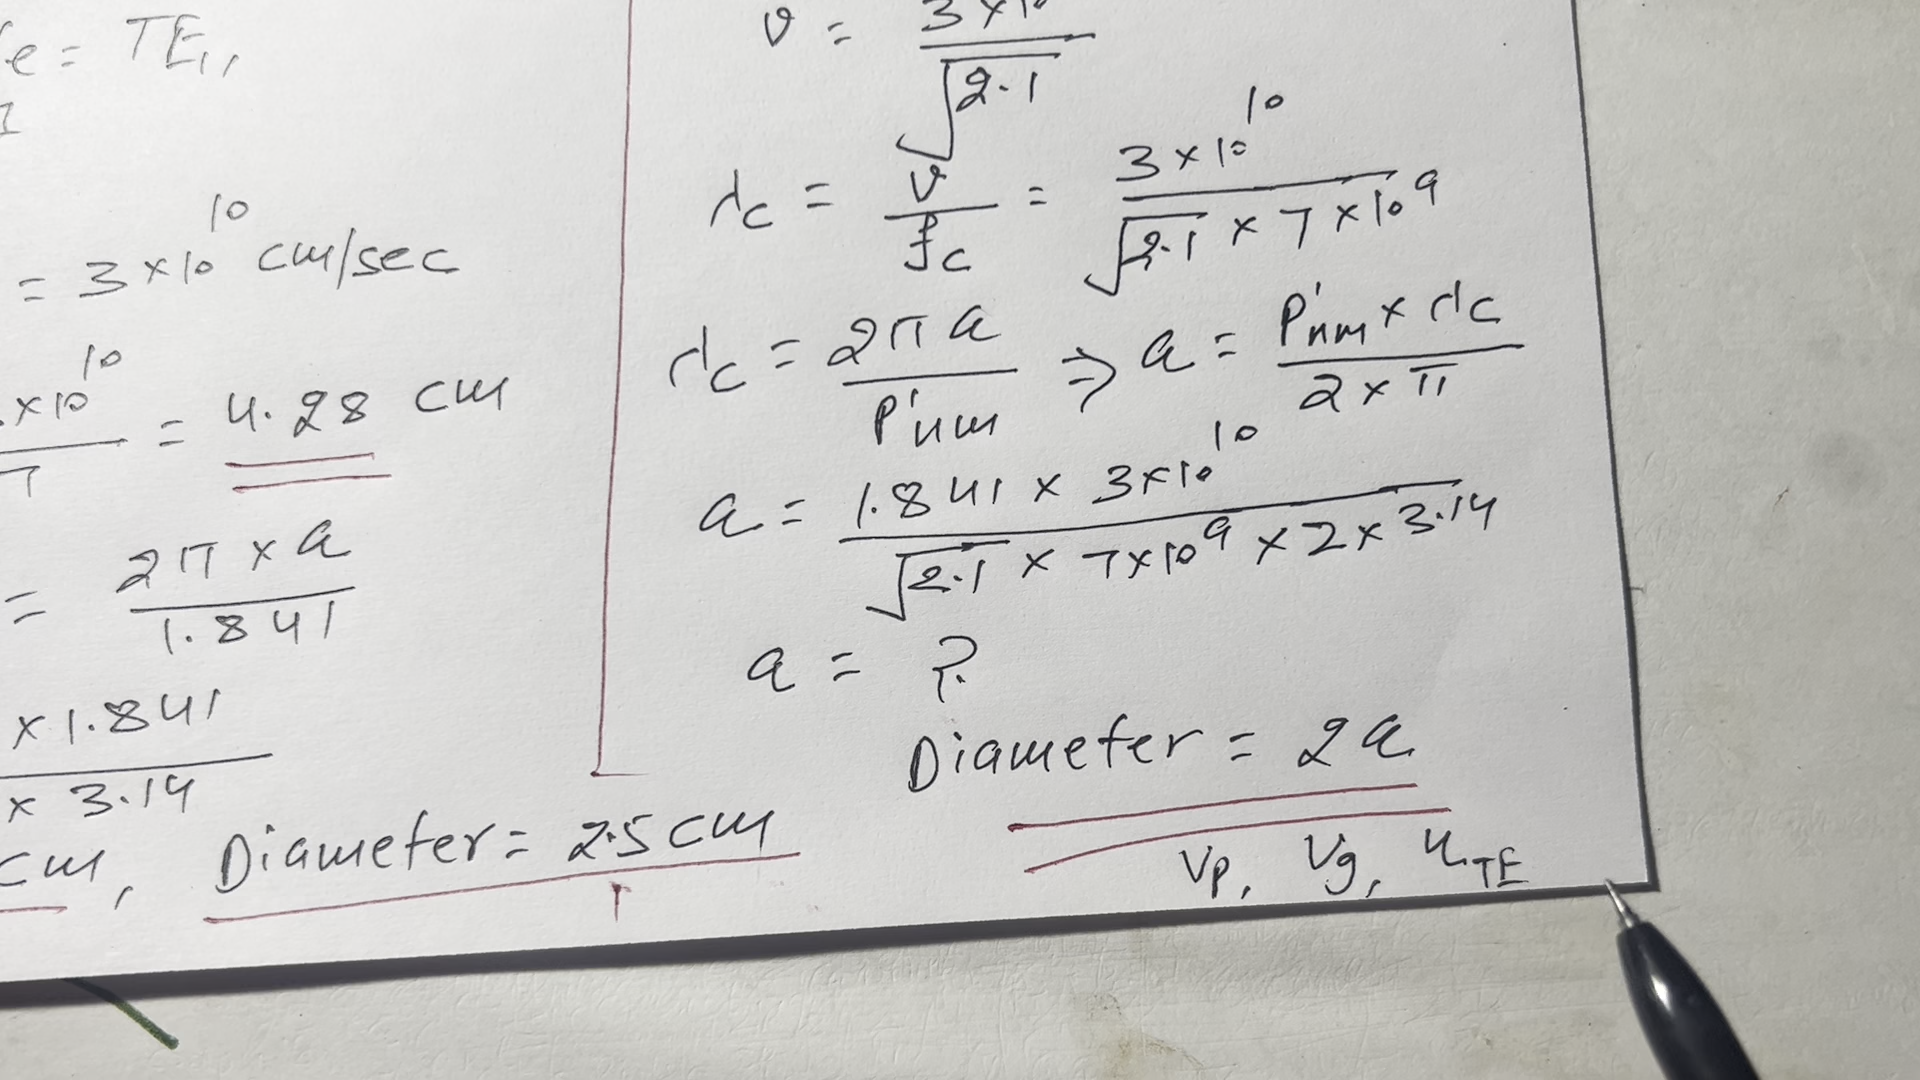 e = TE11
= 3×10^10 cm/sec
×10^10 / 7 = 4.28 cm
= 2π × a / 1.841
× 1.841 / × 3.14
cm, Diameter = 2.5 cm
v = 3×10 / √2.1
λc = v / fc = 3×10^10 / √2.1 × 7×10^9
λc = 2πa / P'nm ⇒ a = P'nm × λc / 2×π
a = 1.841 × 3×10^10 / √2.1 × 7×10^9 × 2 × 3.14
a = ?
Diameter = 2a
Vp, Vg, η_TE